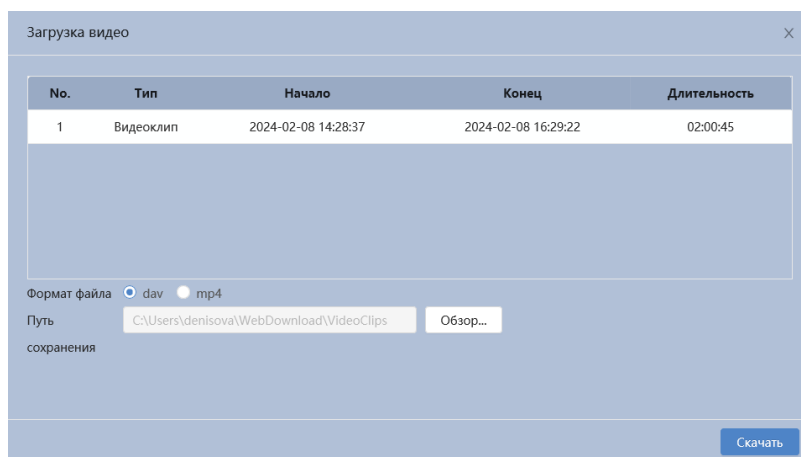 Загрузка видео
No. Тип Начало Конец Длительность
1 Видеоклип 2024-02-08 14:28:37 2024-02-08 16:29:22 02:00:45
Формат файла dav mp4
Путь C:\Users\denisova\WebDownload\VideoClips Обзор...
сохранения
Скачать